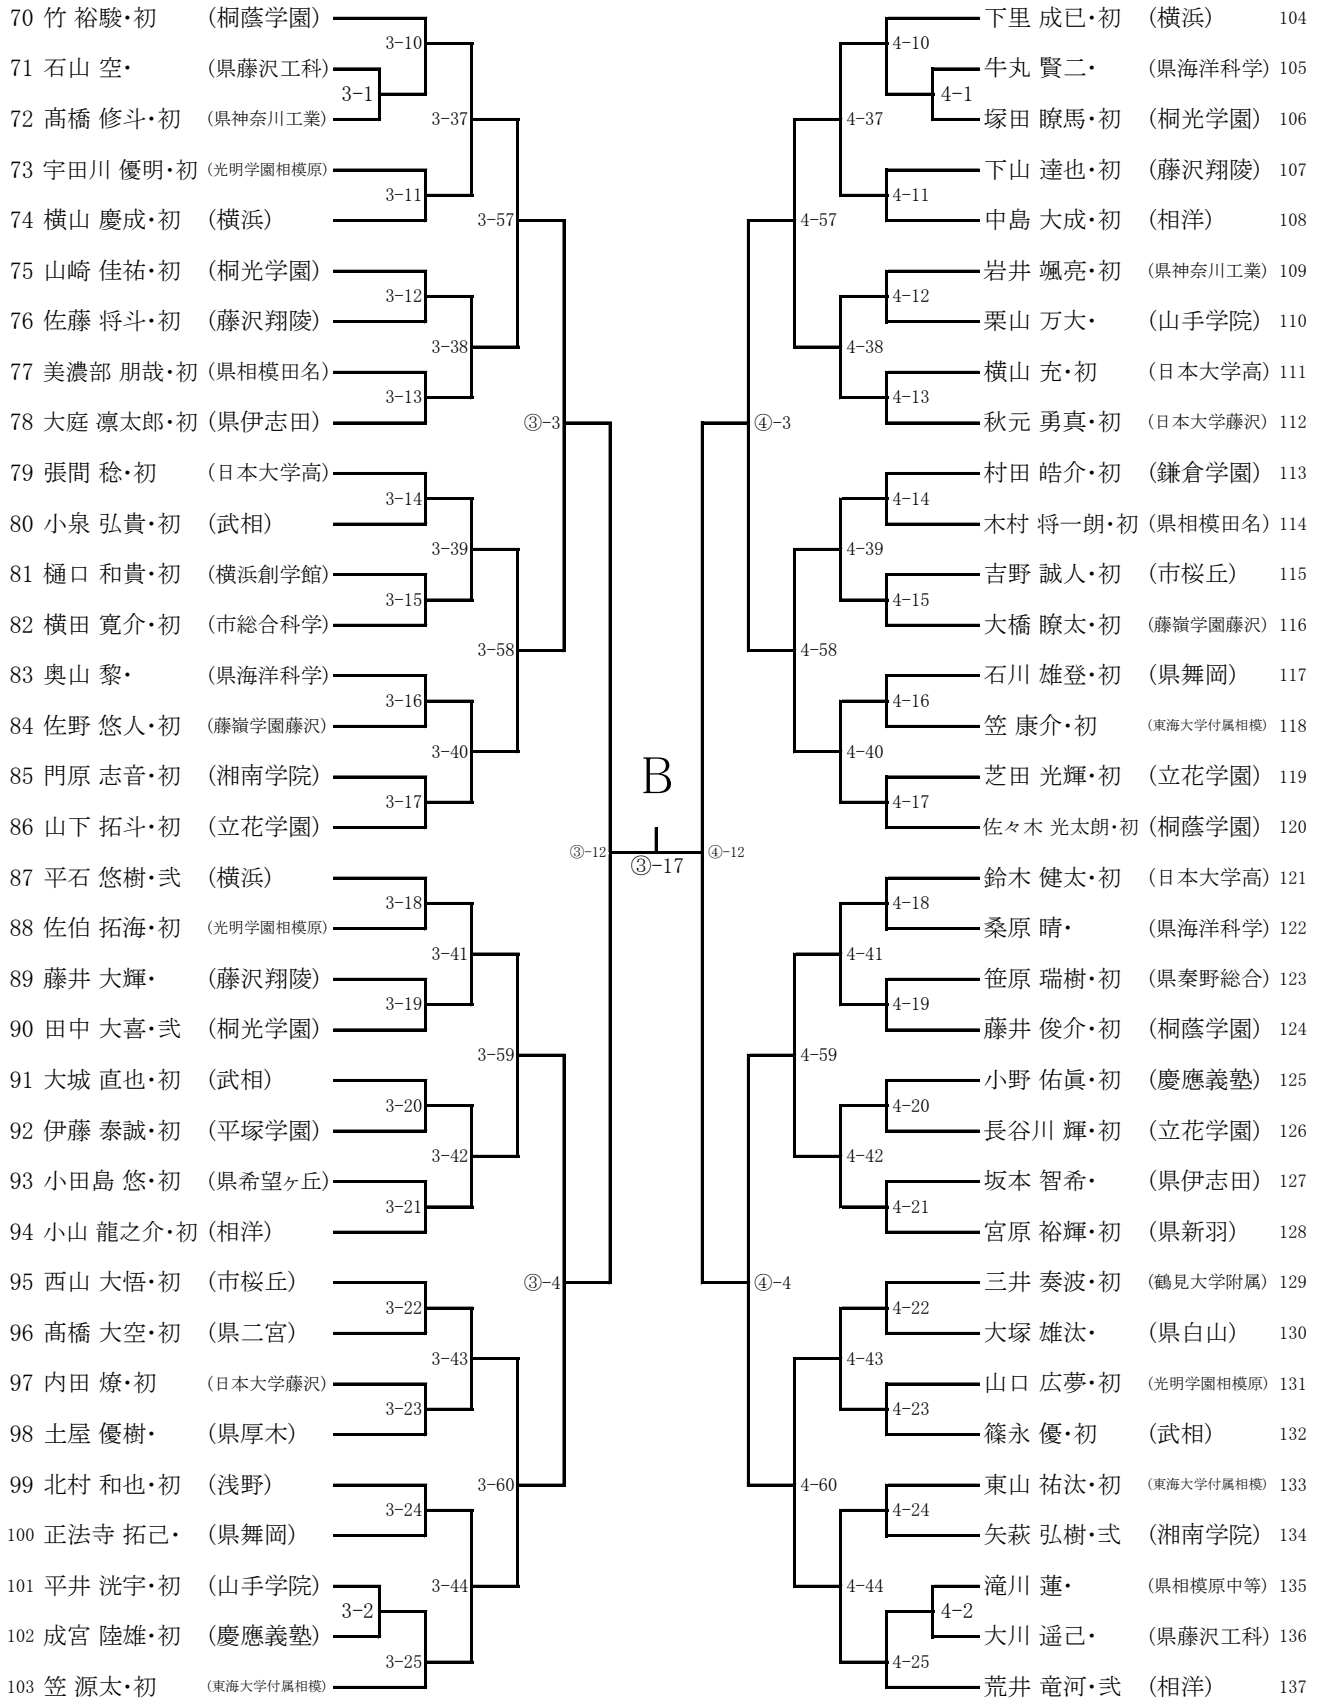 70 竹 裕駿・初 (桐蔭学園)
3-10
71 石山 空・ (県藤沢工科)
3-1
72 髙橋 修斗・初 (県神奈川工業)
3-37
73 宇田川 優明・初 (光明学園相模原)
3-11
74 横山 慶成・初 (横浜)
3-57
75 山崎 佳祐・初 (桐光学園)
3-12
76 佐藤 将斗・初 (藤沢翔陵)
3-38
77 美濃部 朋哉・初 (県相模田名)
3-13
78 大庭 凛太郎・初 (県伊志田)
③-3
79 張間 稔・初 (日本大学高)
3-14
80 小泉 弘貴・初 (武相)
3-39
81 樋口 和貴・初 (横浜創学館)
3-15
82 横田 寛介・初 (市総合科学)
3-58
83 奥山 黎・ (県海洋科学)
3-16
84 佐野 悠人・初 (藤嶺学園藤沢)
3-40
85 門原 志音・初 (湘南学院)
3-17
86 山下 拓斗・初 (立花学園)
③-12
87 平石 悠樹・弐 (横浜)
3-18
88 佐伯 拓海・初 (光明学園相模原)
3-41
89 藤井 大輝・ (藤沢翔陵)
3-19
90 田中 大喜・弐 (桐光学園)
3-59
91 大城 直也・初 (武相)
3-20
92 伊藤 泰誠・初 (平塚学園)
3-42
93 小田島 悠・初 (県希望ヶ丘)
3-21
94 小山 龍之介・初 (相洋)
③-4
95 西山 大悟・初 (市桜丘)
3-22
96 髙橋 大空・初 (県二宮)
3-43
97 内田 燎・初 (日本大学藤沢)
3-23
98 土屋 優樹・ (県厚木)
3-60
99 北村 和也・初 (浅野)
3-24
100 正法寺 拓己・ (県舞岡)
3-44
101 平井 洸宇・初 (山手学院)
3-2
102 成宮 陸雄・初 (慶應義塾)
3-25
103 笠 源太・初 (東海大学付属相模)
B
③-17
下里 成已・初 (横浜) 104
4-10
牛丸 賢二・ (県海洋科学) 105
4-1
塚田 瞭馬・初 (桐光学園) 106
4-37
下山 達也・初 (藤沢翔陵) 107
4-11
中島 大成・初 (相洋) 108
4-57
岩井 颯亮・初 (県神奈川工業) 109
4-12
栗山 万大・ (山手学院) 110
4-38
横山 充・初 (日本大学高) 111
4-13
秋元 勇真・初 (日本大学藤沢) 112
④-3
村田 皓介・初 (鎌倉学園) 113
4-14
木村 将一朗・初 (県相模田名) 114
4-39
吉野 誠人・初 (市桜丘) 115
4-15
大橋 瞭太・初 (藤嶺学園藤沢) 116
4-58
石川 雄登・初 (県舞岡) 117
4-16
笠 康介・初 (東海大学付属相模) 118
4-40
芝田 光輝・初 (立花学園) 119
4-17
佐々木 光太朗・初 (桐蔭学園) 120
④-12
鈴木 健太・初 (日本大学高) 121
4-18
桑原 晴・ (県海洋科学) 122
4-41
笹原 瑞樹・初 (県秦野総合) 123
4-19
藤井 俊介・初 (桐蔭学園) 124
4-59
小野 佑眞・初 (慶應義塾) 125
4-20
長谷川 輝・初 (立花学園) 126
4-42
坂本 智希・ (県伊志田) 127
4-21
宮原 裕輝・初 (県新羽) 128
④-4
三井 奏波・初 (鶴見大学附属) 129
4-22
大塚 雄汰・ (県白山) 130
4-43
山口 広夢・初 (光明学園相模原) 131
4-23
篠永 優・初 (武相) 132
4-60
東山 祐汰・初 (東海大学付属相模) 133
4-24
矢萩 弘樹・弐 (湘南学院) 134
4-44
滝川 蓮・ (県相模原中等) 135
4-2
大川 遥己・ (県藤沢工科) 136
4-25
荒井 竜河・弐 (相洋) 137